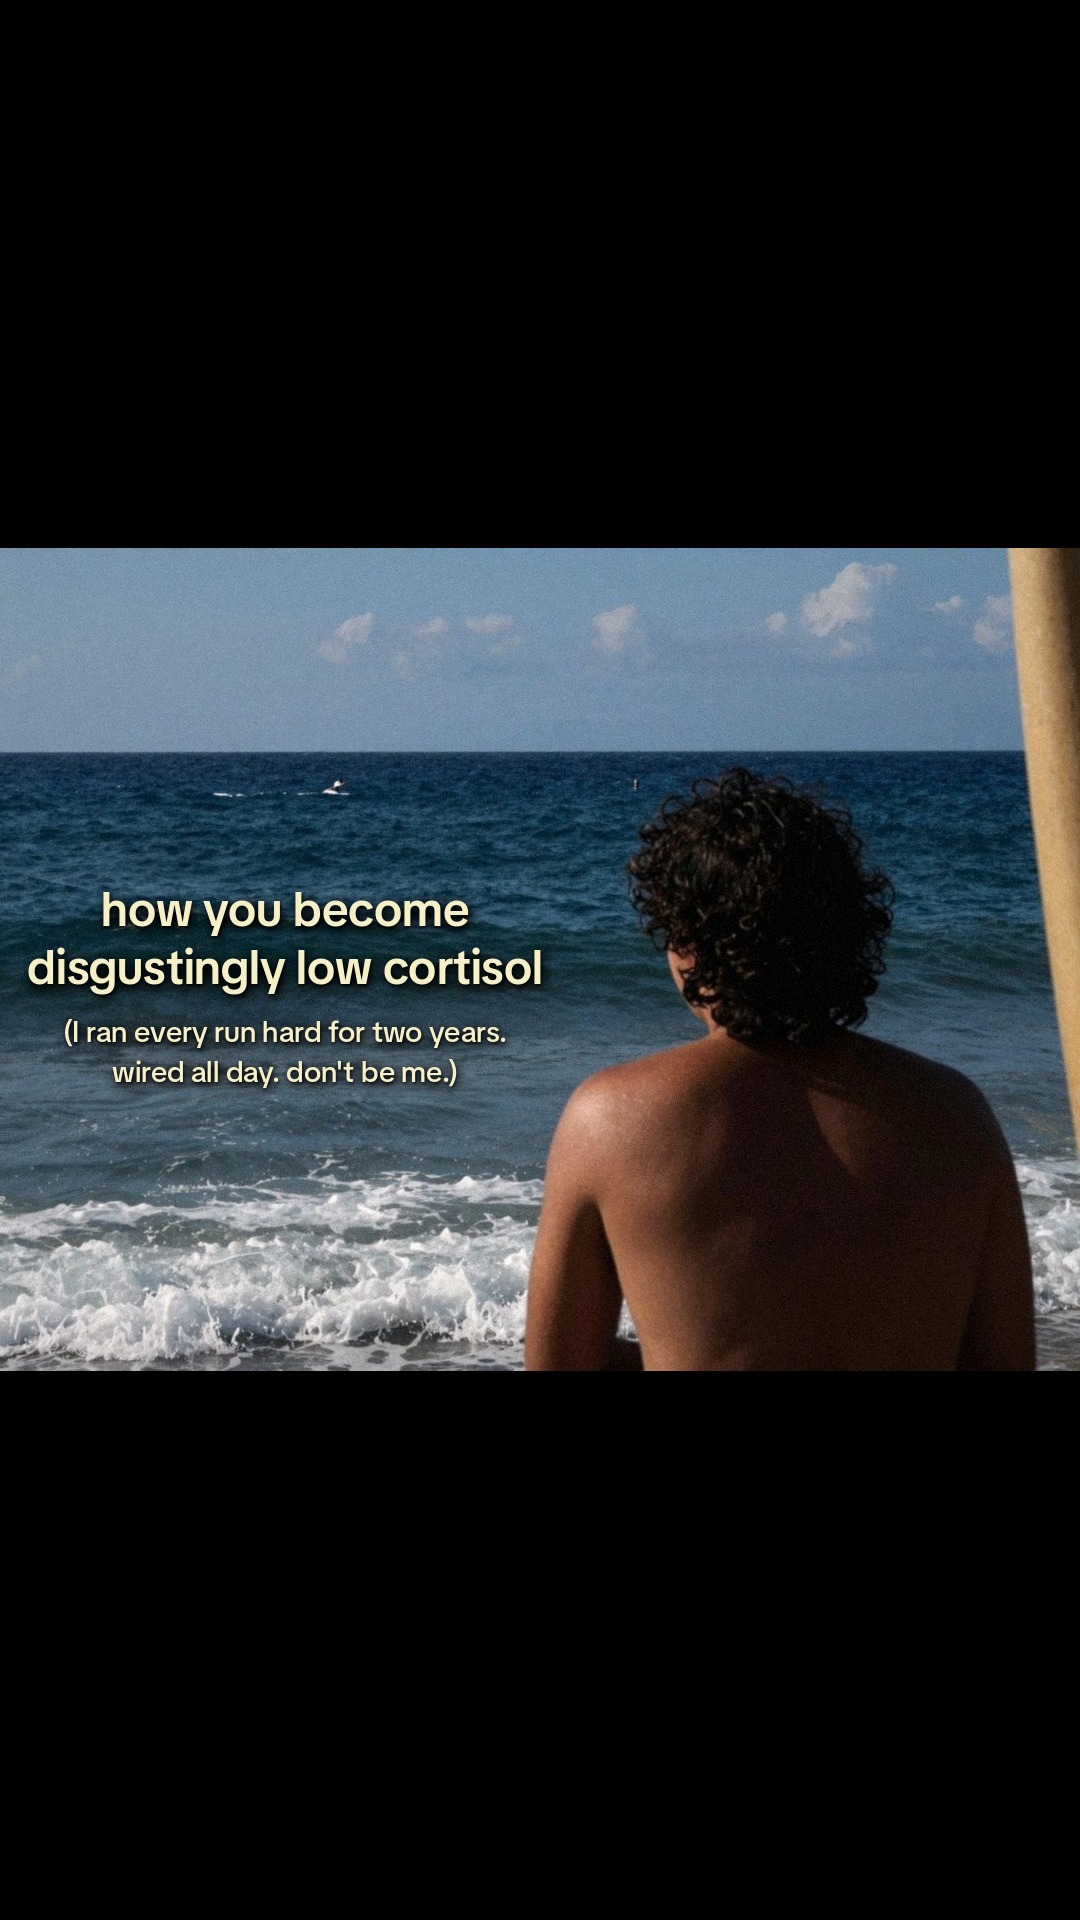 how you become
disgustingly low cortisol
(I ran every run hard for two years.
wired all day. don't be me.)